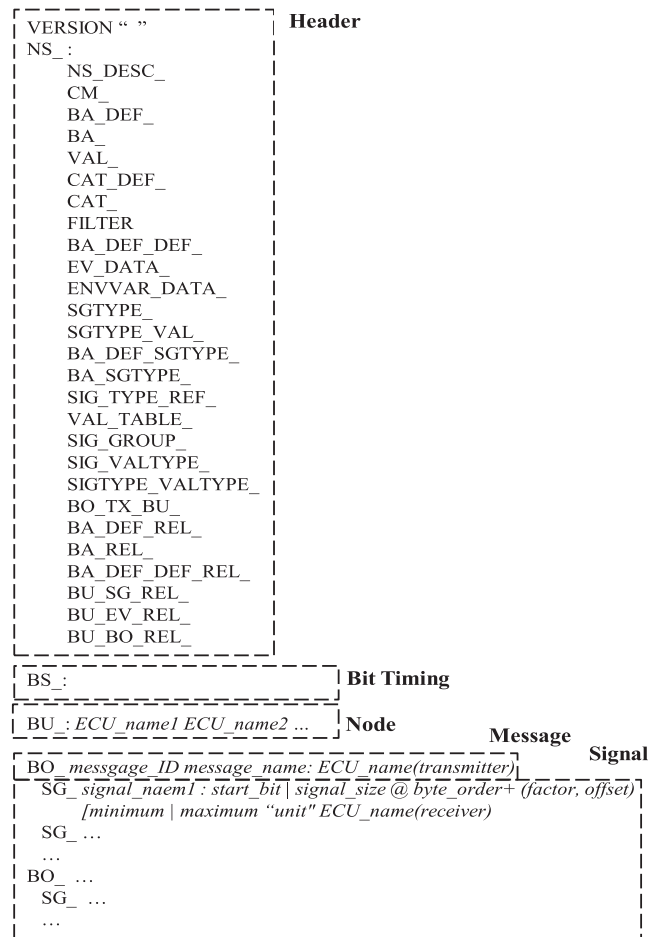 VERSION “ ”
Header
NS_ :
NS_DESC_
CM_
BA_DEF_
BA_
VAL_
CAT_DEF_
CAT_
FILTER
BA_DEF_DEF_
EV_DATA_
ENVVAR_DATA_
SGTYPE_
SGTYPE_VAL_
BA_DEF_SGTYPE_
BA_SGTYPE_
SIG_TYPE_REF_
VAL_TABLE_
SIG_GROUP_
SIG_VALTYPE_
SIGTYPE_VALTYPE_
BO_TX_BU_
BA_DEF_REL_
BA_REL_
BA_DEF_DEF_REL_
BU_SG_REL_
BU_EV_REL_
BU_BO_REL_
BS_:
Bit Timing
BU_: ECU_name1 ECU_name2 ...
Node
Message
Signal
BO_ messgage_ID message_name: ECU_name(transmitter)
SG_ signal_naem1 : start_bit | signal_size @ byte_order+ (factor, offset)
[minimum | maximum “unit" ECU_name(receiver)
SG_ ...
...
BO_ ...
SG_ ...
...